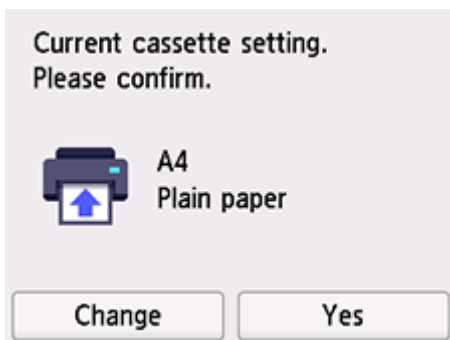 Current cassette setting.
Please confirm.
A4
Plain paper
Change
Yes